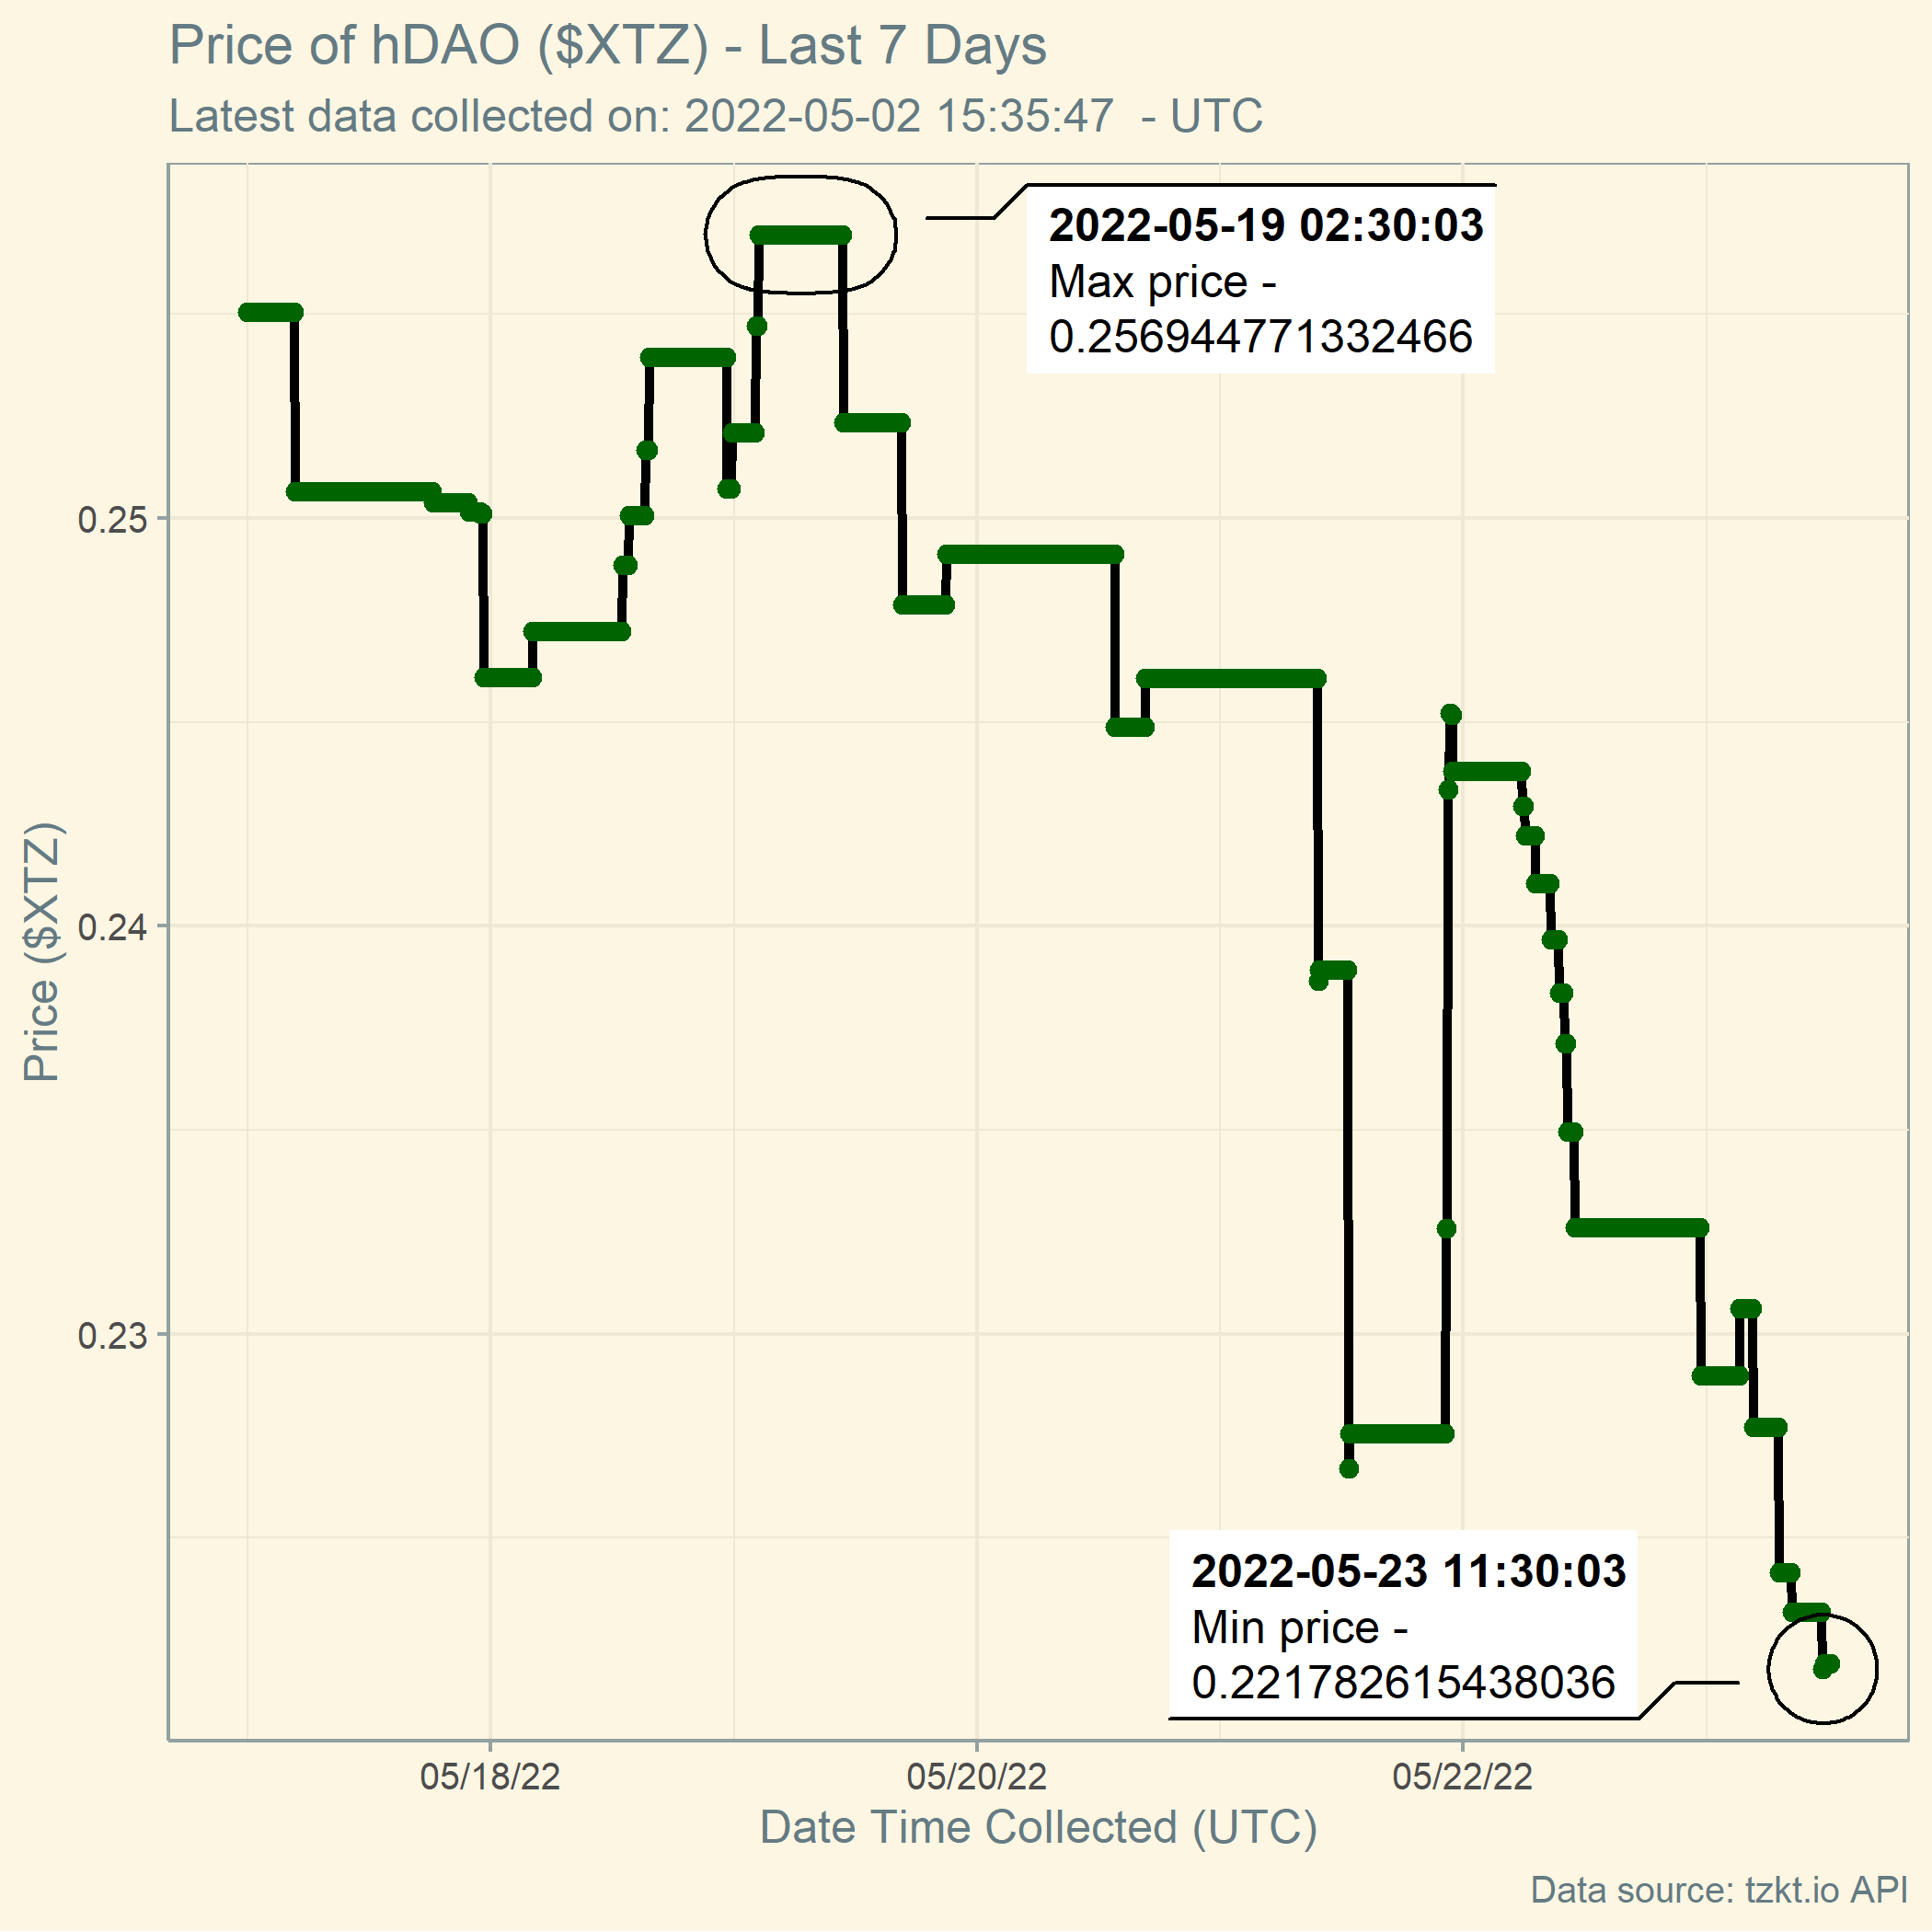 Price of hDAO ($XTZ) - Last 7 Days
Latest data collected on: 2022-05-02 15:35:47  - UTC
2022-05-19 02:30:03
Max price -
0.256944771332466
0.25
0.24
0.23
Price ($XTZ)
2022-05-23 11:30:03
Min price -
0.221782615438036
05/18/22
05/20/22
05/22/22
Date Time Collected (UTC)
Data source: tzkt.io API